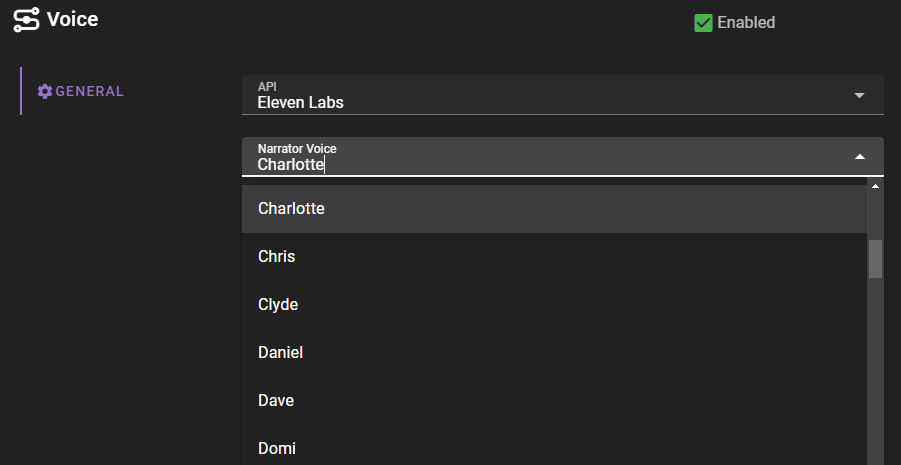 Voice
Enabled
GENERAL
API
Eleven Labs
Narrator Voice
Charlotte
Charlotte
Chris
Clyde
Daniel
Dave
Domi